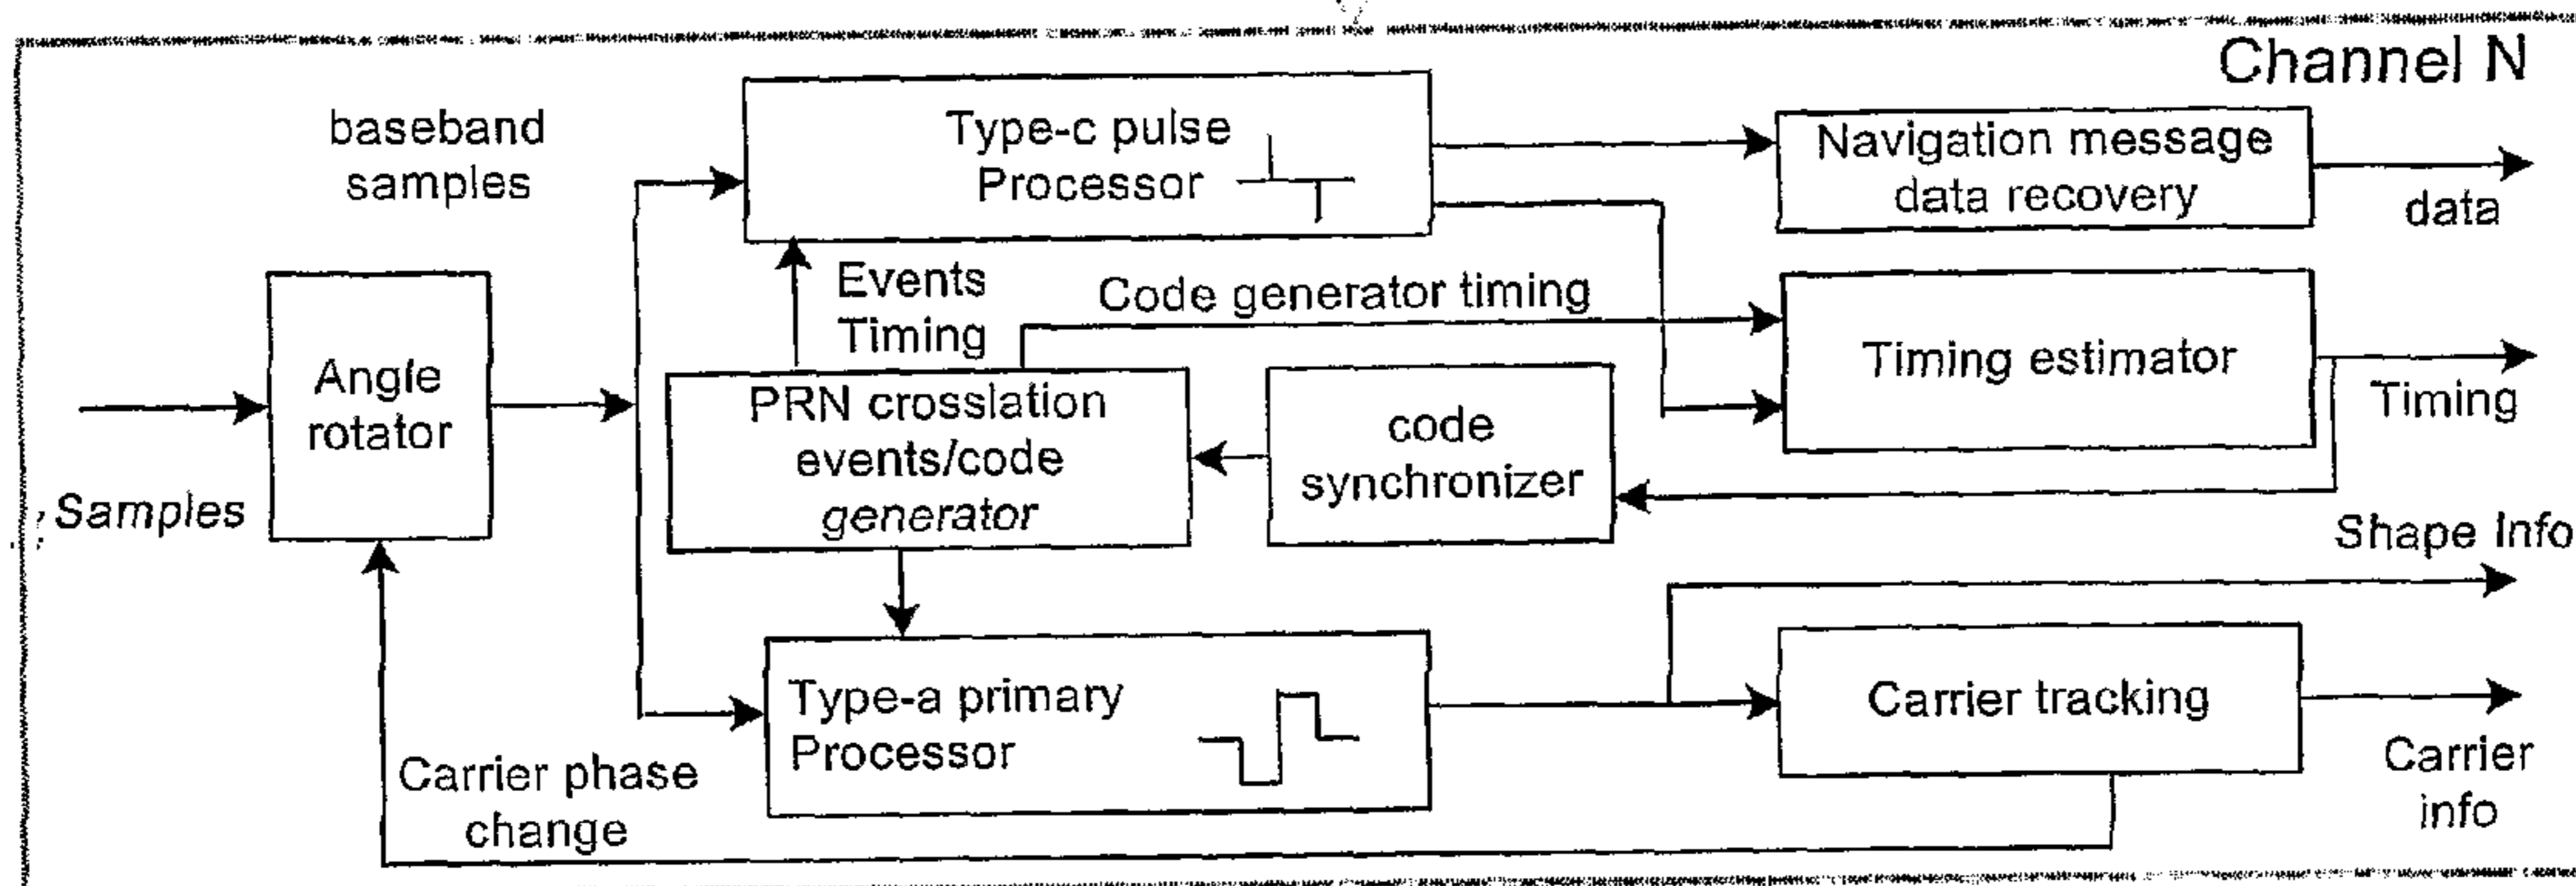 Channel N
baseband
samples
Type-c pulse
Processor
Navigation message
data recovery
data
Events
Timing
Code generator timing
Angle
rotator
PRN crosslation
events/code
generator
code
synchronizer
Timing estimator
Timing
Samples
Shape Info
Type-a primary
Processor
Carrier tracking
Carrier phase
change
Carrier
info